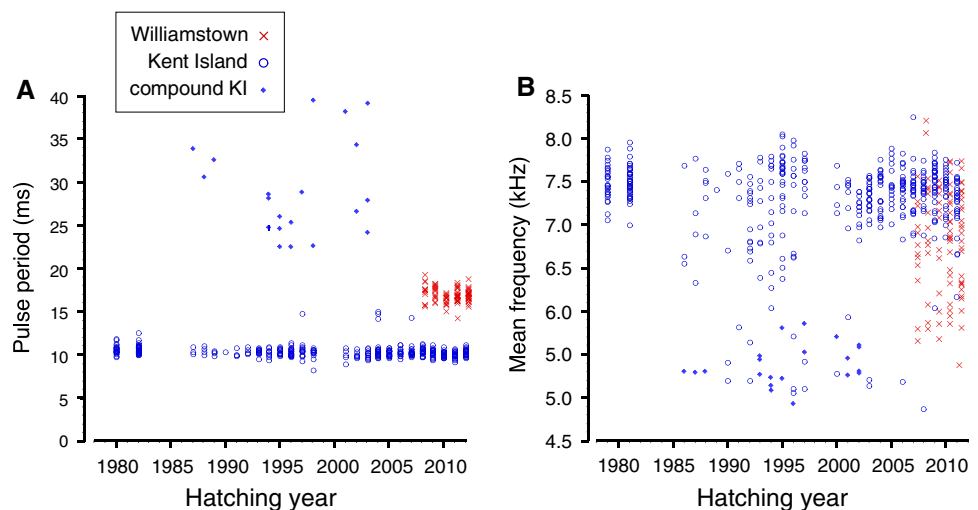 Williamstown
Kent Island
compound KI
A
Pulse period (ms)
40
35
30
25
20
15
10
5
0
1980 1985 1990 1995 2000 2005 2010
Hatching year
B
Mean frequency (kHz)
8.5
8.0
7.5
7.0
6.5
6.0
5.0
5.0
4.5
1980 1985 1990 1995 2000 2005 2010
Hatching year